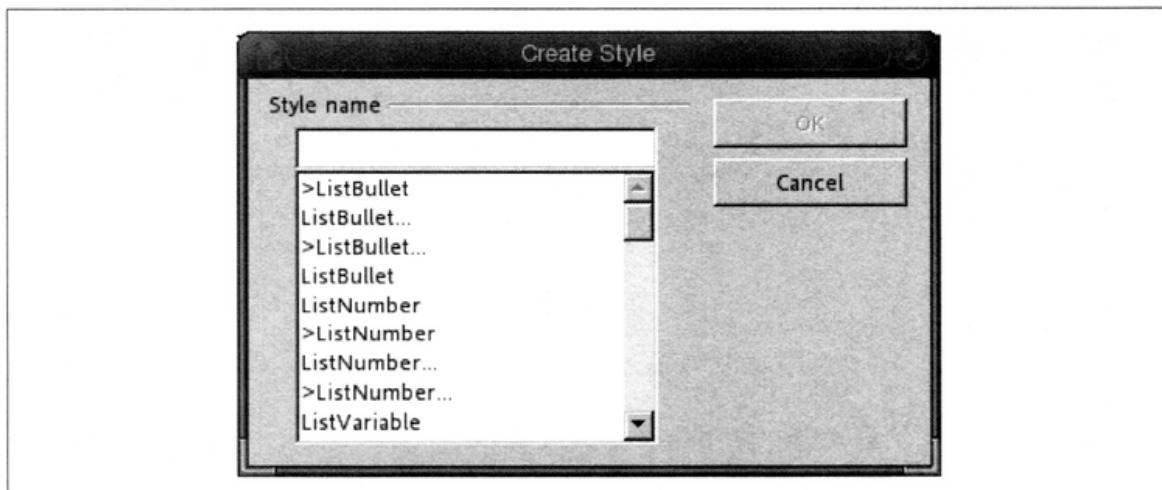 Create Style
Style name
OK
Cancel
>ListBullet
ListBullet...
>ListBullet...
ListBullet
ListNumber
>ListNumber
ListNumber...
>ListNumber...
ListVariable